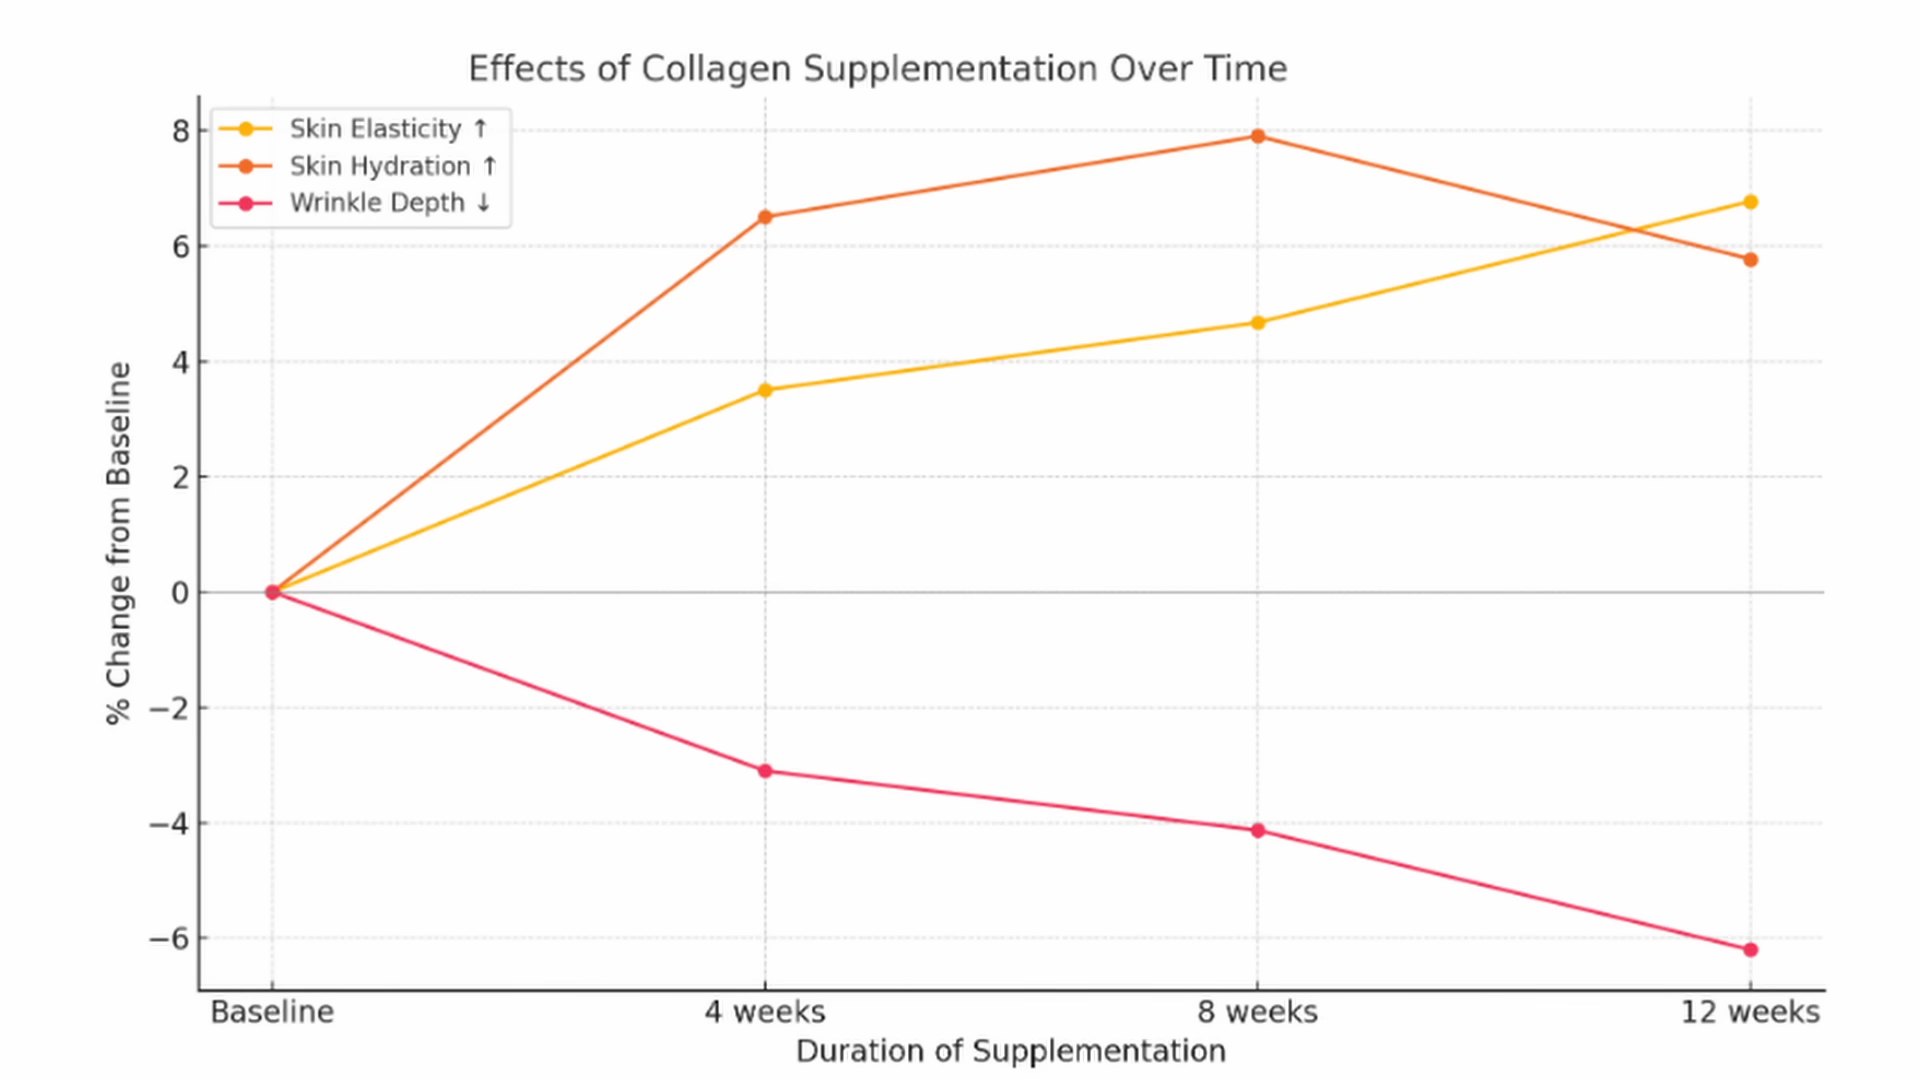 Effects of Collagen Supplementation Over Time
Skin Elasticity ↑
Skin Hydration ↑
Wrinkle Depth ↓
% Change from Baseline
8
6
4
2
0
−2
−4
−6
Baseline 4 weeks 8 weeks 12 weeks
Duration of Supplementation